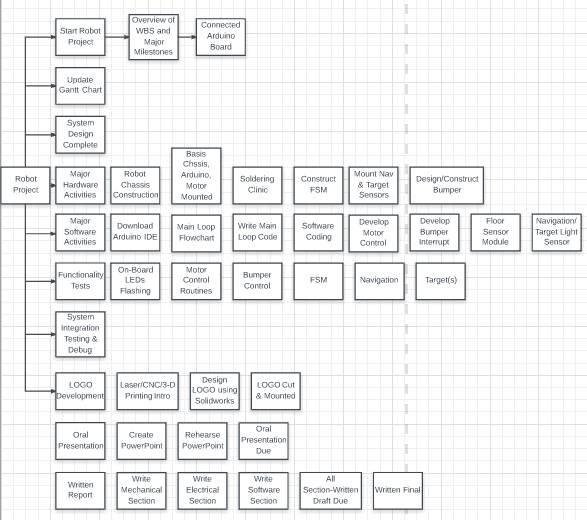 Start Robot
Project
Overview of
WBS and
Major
Milestones
Connected
Arduino
Board
Update
Gantt Chart
System
Design
Complete
Robot
Project
Major
Hardware
Activities
Robot
Chassis
Construction
Basis
Chssis,
Arduino,
Motor
Mounted
Soldering
Clinic
Construct
FSM
Mount Nav
& Target
Sensors
Design/Construct
Bumper
Major
Software
Activities
Download
Arduino IDE
Main Loop
Flowchart
Write Main
Loop Code
Software
Coding
Develop
Motor
Control
Develop
Bumper
Interrupt
Floor
Sensor
Module
Navigation/
Target Light
Sensor
Functionality
Tests
On-Board
LEDs
Flashing
Motor
Control
Routines
Bumper
Control
FSM
Navigation
Target(s)
System
Integration
Testing &
Debug
LOGO
Development
Laser/CNC/3-D
Printing Intro
Design
LOGO using
Solidworks
LOGO Cut
& Mounted
Oral
Presentation
Create
PowerPoint
Rehearse
PowerPoint
Oral
Presentation
Due
Written
Report
Write
Mechanical
Section
Write
Electrical
Section
Write
Software
Section
All
Section-Written
Draft Due
Written Final